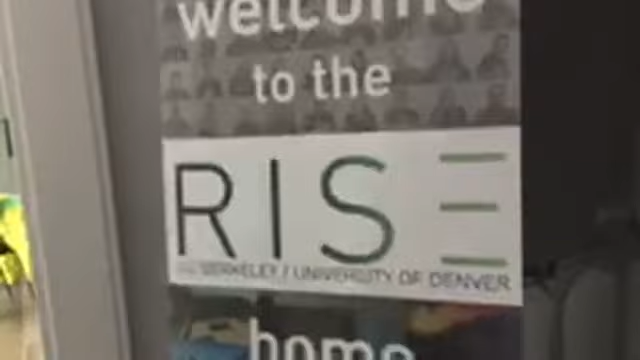 welcome
to the
RISE
BERKELEY / UNIVERSITY OF DENVER
home